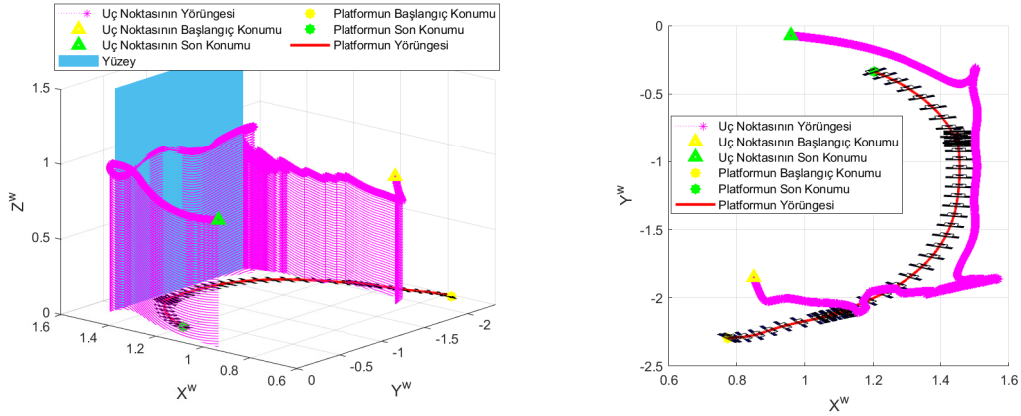 Uç Noktasının Yörüngesi
Uç Noktasının Başlangıç Konumu
Uç Noktasının Son Konumu
Yüzey
Platformun Başlangıç Konumu
Platformun Son Konumu
Platformun Yörüngesi
1.5
1
0.5
0
Z^w
1.6
1.4
1.2
1
0.8
0.6
X^w
0
-0.5
-1
-1.5
-2
Y^w
0
-0.5
-1
-1.5
-2
-2.5
Y^w
Uç Noktasının Yörüngesi
Uç Noktasının Başlangıç Konumu
Uç Noktasının Son Konumu
Platformun Başlangıç Konumu
Platformun Son Konumu
Platformun Yörüngesi
0.6
0.8
1
1.2
1.4
1.6
X^w